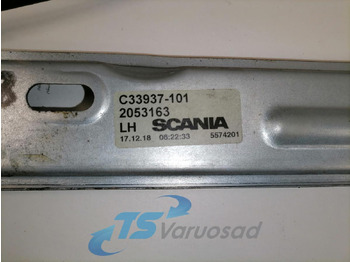 C33937-101
2053163
LH SCANIA
17.12.18 06:22:33 5574201
TS
Varuosad